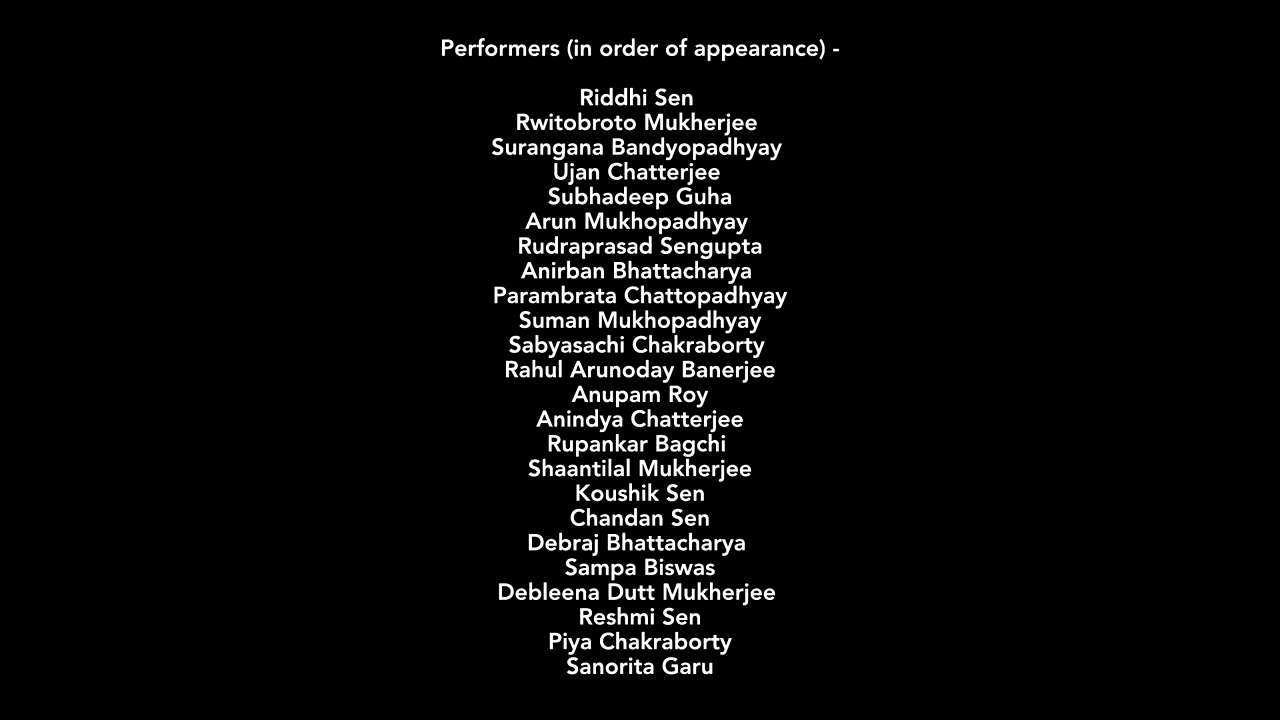 Performers (in order of appearance) -
Riddhi Sen
Rwitobroto Mukherjee
Surangana Bandyopadhyay
Ujan Chatterjee
Subhadeep Guha
Arun Mukhopadhyay
Rudraprasad Sengupta
Anirban Bhattacharya
Parambrata Chattopadhyay
Suman Mukhopadhyay
Sabyasachi Chakraborty
Rahul Arunoday Banerjee
Anupam Roy
Anindya Chatterjee
Rupankar Bagchi
Shaantilal Mukherjee
Koushik Sen
Chandan Sen
Debraj Bhattacharya
Sampa Biswas
Debleena Dutt Mukherjee
Reshmi Sen
Piya Chakraborty
Sanorita Garu